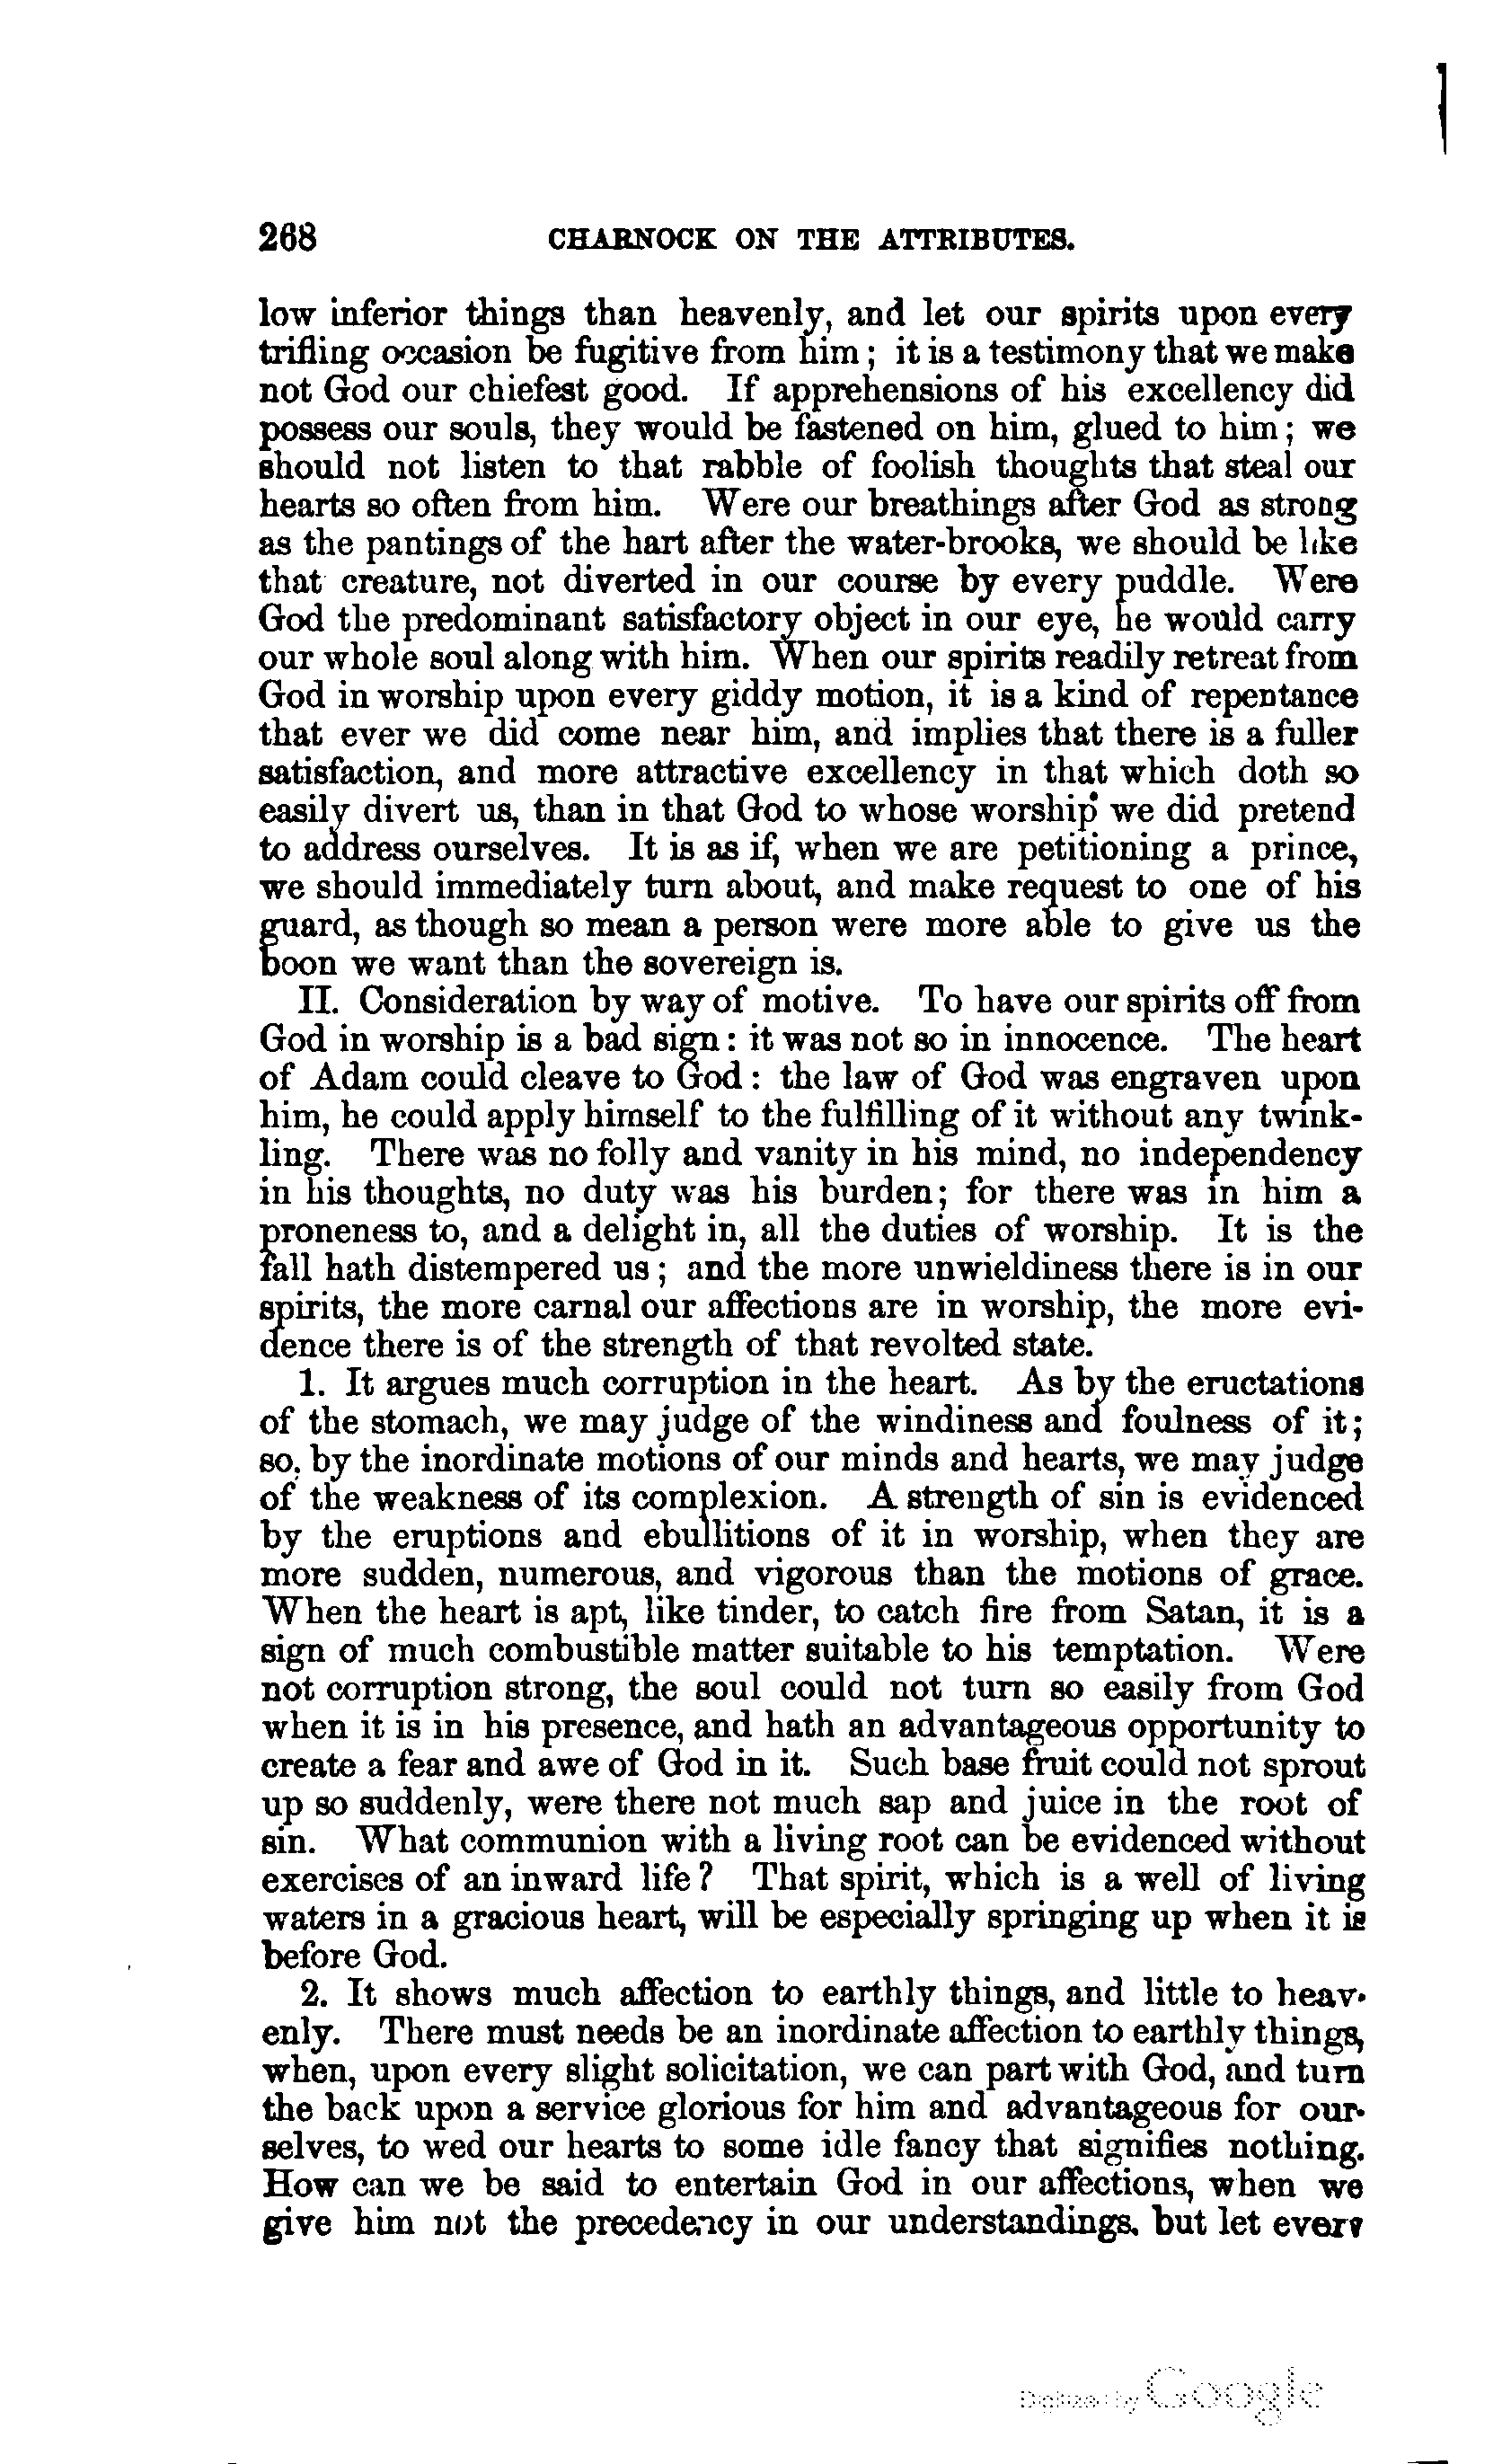 268 CHARNOCK ON THE ATTRIBUTES.
low inferior things than heavenly, and let our spirits upon every
trifling occasion be fugitive from him; it is a testimony that we make
not God our chiefest good. If apprehensions of his excellency did
possess our souls, they would be fastened on him, glued to him; we
should not listen to that rabble of foolish thoughts that steal our
hearts so often from him. Were our breathings after God as strong
as the pantings of the hart after the water-brooks, we should be like
that creature, not diverted in our course by every puddle. Were
God the predominant satisfactory object in our eye, he would carry
our whole soul along with him. When our spirits readily retreat from
God in worship upon every giddy motion, it is a kind of repentance
that ever we did come near him, and implies that there is a fuller
satisfaction, and more attractive excellency in that which doth so
easily divert us, than in that God to whose worship we did pretend
to address ourselves. It is as if, when we are petitioning a prince,
we should immediately turn about, and make request to one of his
guard, as though so mean a person were more able to give us the
boon we want than the sovereign is.
II. Consideration by way of motive. To have our spirits off from
God in worship is a bad sign: it was not so in innocence. The heart
of Adam could cleave to God: the law of God was engraven upon
him, he could apply himself to the fulfilling of it without any twink-
ling. There was no folly and vanity in his mind, no independency
in his thoughts, no duty was his burden; for there was in him a
proneness to, and a delight in, all the duties of worship. It is the
fall hath distempered us; and the more unwieldiness there is in our
spirits, the more carnal our affections are in worship, the more evi-
dence there is of the strength of that revolted state.
1. It argues much corruption in the heart. As by the eructations
of the stomach, we may judge of the windiness and foulness of it;
so, by the inordinate motions of our minds and hearts, we may judge
of the weakness of its complexion. A strength of sin is evidenced
by the eruptions and ebullitions of it in worship, when they are
more sudden, numerous, and vigorous than the motions of grace.
When the heart is apt, like tinder, to catch fire from Satan, it is a
sign of much combustible matter suitable to his temptation. Were
not corruption strong, the soul could not turn so easily from God
when it is in his presence, and hath an advantageous opportunity to
create a fear and awe of God in it. Such base fruit could not sprout
up so suddenly, were there not much sap and juice in the root of
sin. What communion with a living root can be evidenced without
exercises of an inward life? That spirit, which is a well of living
waters in a gracious heart, will be especially springing up when it is
before God.
2. It shows much affection to earthly things, and little to heav-
enly. There must needs be an inordinate affection to earthly things,
when, upon every slight solicitation, we can part with God, and turn
the back upon a service glorious for him and advantageous for our-
selves, to wed our hearts to some idle fancy that signifies nothing.
How can we be said to entertain God in our affections, when we
give him not the precedency in our understandings, but let every
Digitized by Google